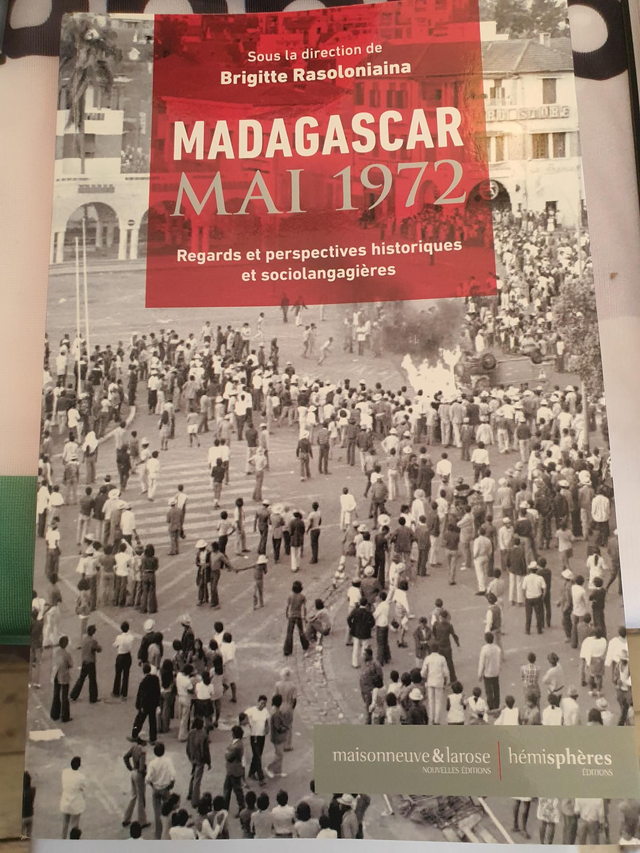 Sous la direction de
Brigitte Rasoloniaina
MADAGASCAR
MAI 1972
Regards et perspectives historiques
et sociolangagières
maisonneuve & larose | hémisphères
NOUVELLES ÉDITIONS ÉDITIONS